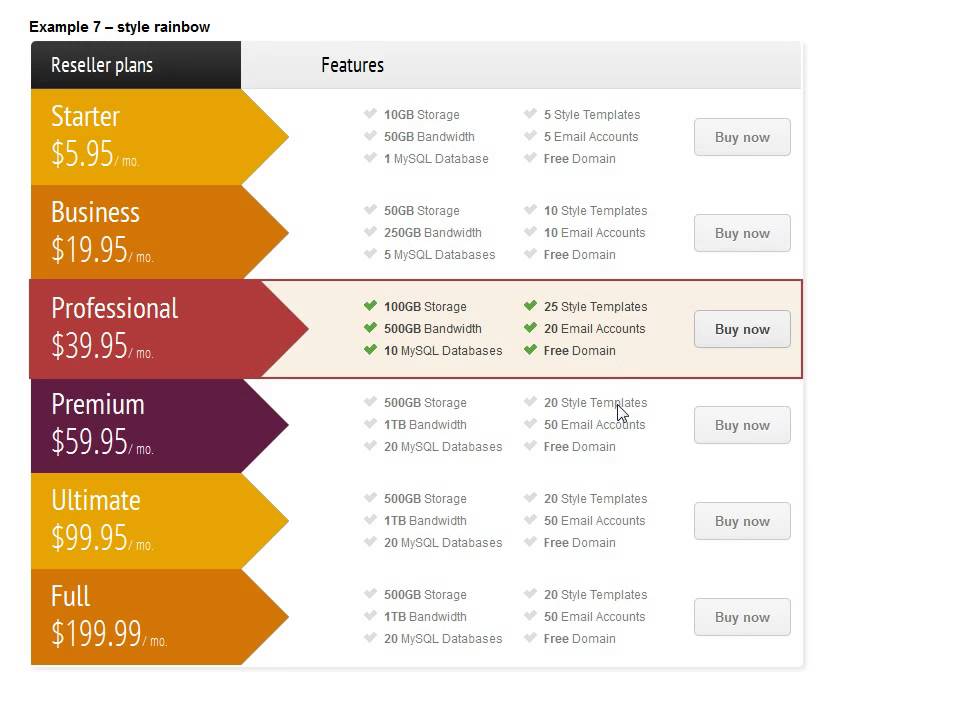 Example 7 – style rainbow
Reseller plans Features
Starter
$5.95/ mo.
10GB Storage
50GB Bandwidth
1 MySQL Database
5 Style Templates
5 Email Accounts
Free Domain
Buy now
Business
$19.95/ mo.
50GB Storage
250GB Bandwidth
5 MySQL Databases
10 Style Templates
10 Email Accounts
Free Domain
Buy now
Professional
$39.95/ mo.
100GB Storage
500GB Bandwidth
10 MySQL Databases
25 Style Templates
20 Email Accounts
Free Domain
Buy now
Premium
$59.95/ mo.
500GB Storage
1TB Bandwidth
20 MySQL Databases
20 Style Templates
50 Email Accounts
Free Domain
Buy now
Ultimate
$99.95/ mo.
500GB Storage
1TB Bandwidth
20 MySQL Databases
20 Style Templates
50 Email Accounts
Free Domain
Buy now
Full
$199.99/ mo.
500GB Storage
1TB Bandwidth
20 MySQL Databases
20 Style Templates
50 Email Accounts
Free Domain
Buy now